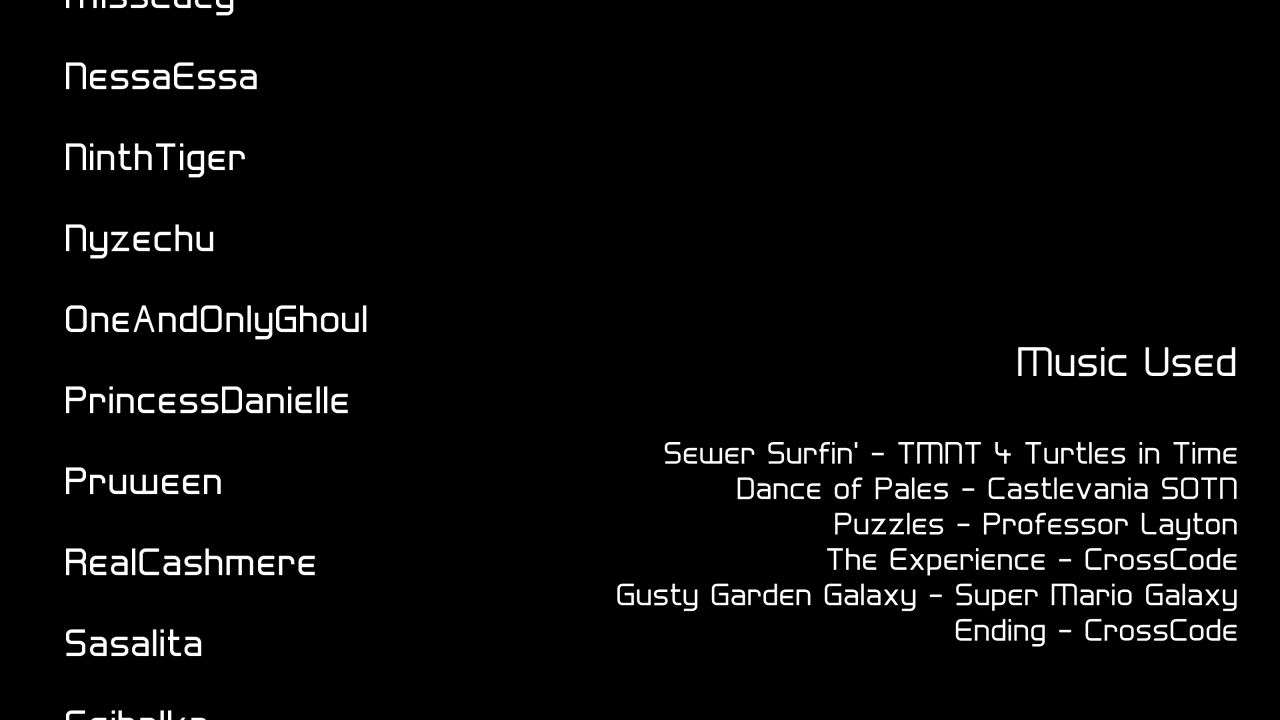 NessaEssa
NinthTiger
Nyzechu
OneAndOnlyGhoul
PrincessDanielle
Pruween
RealCashmere
Sasalita
Music Used
Sewer Surfin' - TMNT 4 Turtles in Time
Dance of Pales - Castlevania SOTN
Puzzles - Professor Layton
The Experience - CrossCode
Gusty Garden Galaxy - Super Mario Galaxy
Ending - CrossCode